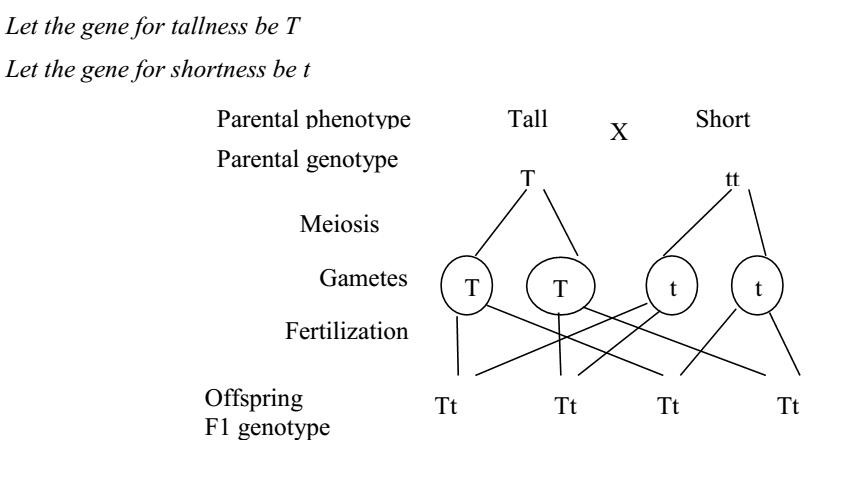 Let the gene for tallness be T
Let the gene for shortness be t
Parental phenotype Tall X Short
Parental genotype T tt
Meiosis
Gametes T T t t
Fertilization
Offspring
F1 genotype Tt Tt Tt Tt